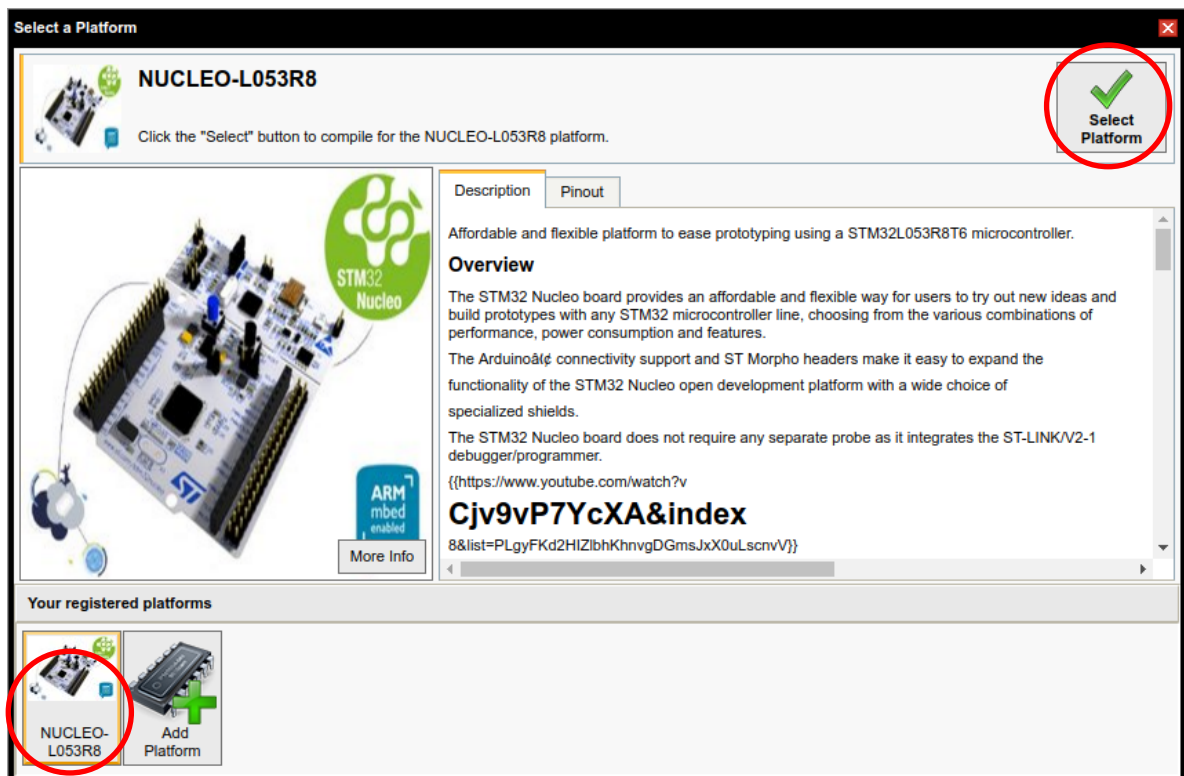 Select a Platform
NUCLEO-L053R8
Click the "Select" button to compile for the NUCLEO-L053R8 platform.
Select
Platform
STM32
Nucleo
ARM
mbed
enabled
More Info
Description
Pinout
Affordable and flexible platform to ease prototyping using a STM32L053R8T6 microcontroller.
Overview
The STM32 Nucleo board provides an affordable and flexible way for users to try out new ideas and
build prototypes with any STM32 microcontroller line, choosing from the various combinations of
performance, power consumption and features.
The Arduinoâ¢ connectivity support and ST Morpho headers make it easy to expand the
functionality of the STM32 Nucleo open development platform with a wide choice of
specialized shields.
The STM32 Nucleo board does not require any separate probe as it integrates the ST-LINK/V2-1
debugger/programmer.
{{https://www.youtube.com/watch?v
Cjv9vP7YcXA&index
8&list=PLgyFKd2HIZlbhKhnvgDGmsJxX0uLscnvV}}
Your registered platforms
NUCLEO-
L053R8
Add
Platform